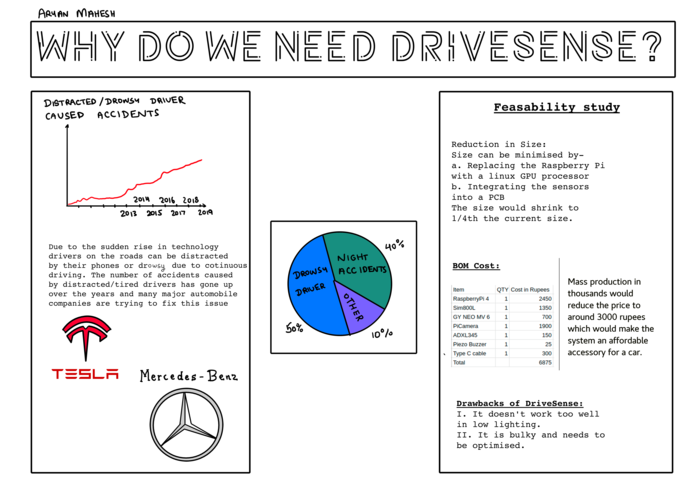 ARYAN MAHESH
WHY DO WE NEED DRIVESENSE?
DISTRACTED/DROWSY DRIVER
CAUSED ACCIDENTS
2014 2016 2018
2013 2015 2017 2019
Due to the sudden rise in technology
drivers on the roads can be distracted
by their phones or drowsy due to cotinuous
driving. The number of accidents caused
by distracted/tired drivers has gone up
over the years and many major automobile
companies are trying to fix this issue
TESLA
Mercedes-Benz
NIGHT
ACCIDENTS
40%
DROWSY
DRIVER
50%
OTHER
10%
Feasability study
Reduction in Size:
Size can be minimised by-
a. Replacing the Raspberry Pi
with a linux GPU processor
b. Integrating the sensors
into a PCB
The size would shrink to
1/4th the current size.
BOM Cost:
Item QTY Cost in Rupees
RaspberryPi 4 1 2450
Sim800L 1 1350
GY NEO MV 6 1 700
PiCamera 1 1900
ADXL345 1 150
Piezo Buzzer 1 25
Type C cable 1 300
Total 6875
Mass production in
thousands would
reduce the price to
around 3000 rupees
which would make the
system an affordable
accessory for a car.
Drawbacks of DriveSense:
I. It doesn't work too well
in low lighting.
II. It is bulky and needs to
be optimised.